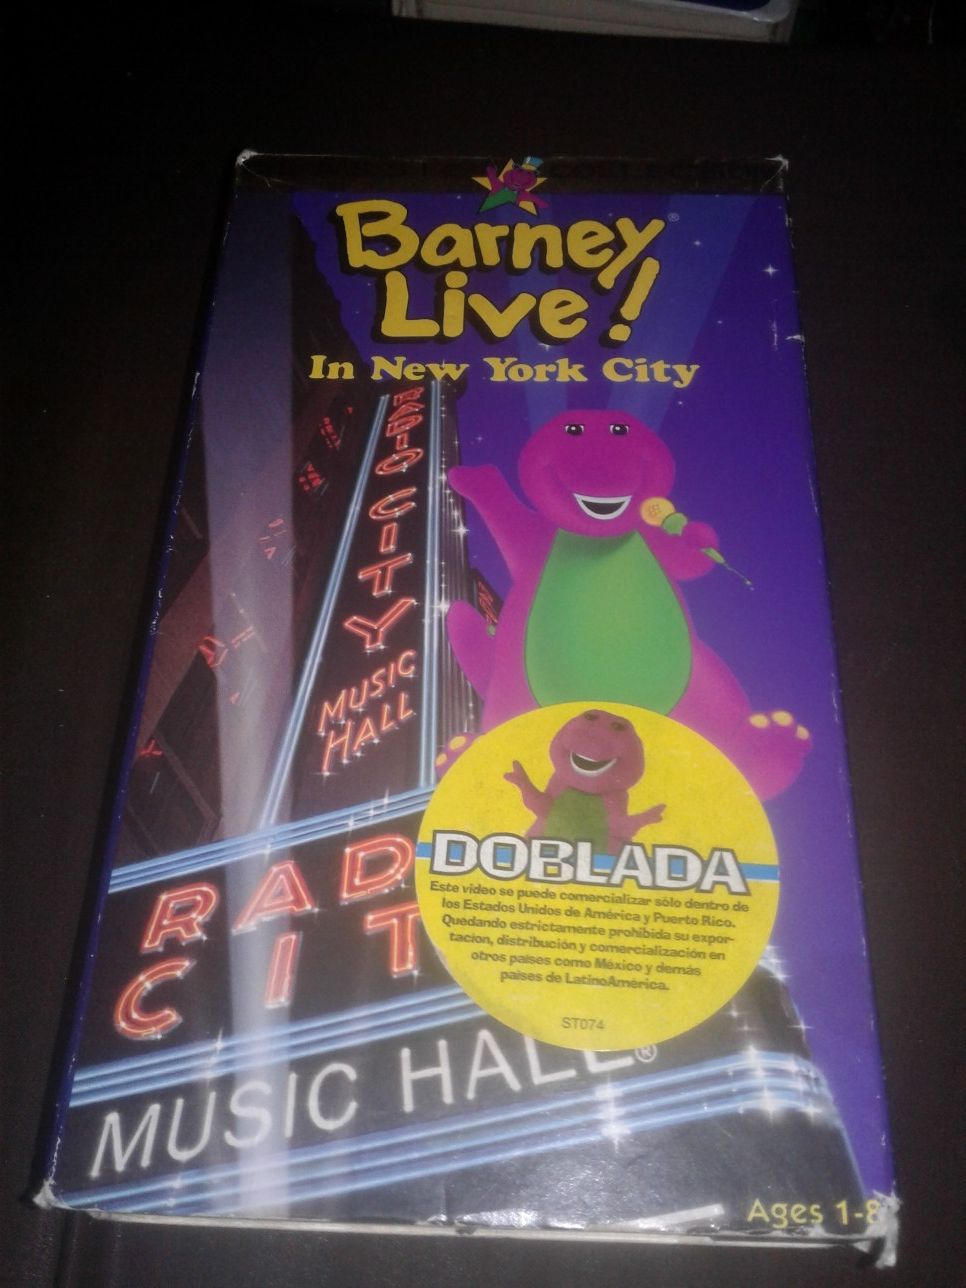 COLLECTION
Barney®
Live!
In New York City
RADIO
CITY
MUSIC
HALL
RAD
CIT
MUSIC HALL®
DOBLADA
Este video se puede comercializar sólo dentro de
los Estados Unidos de América y Puerto Rico.
Quedando estrictamente prohibida su expor-
tacion, distribución y comercialización en
otros países como México y demás
países de LatinoAmérica.
ST074
Ages 1-8